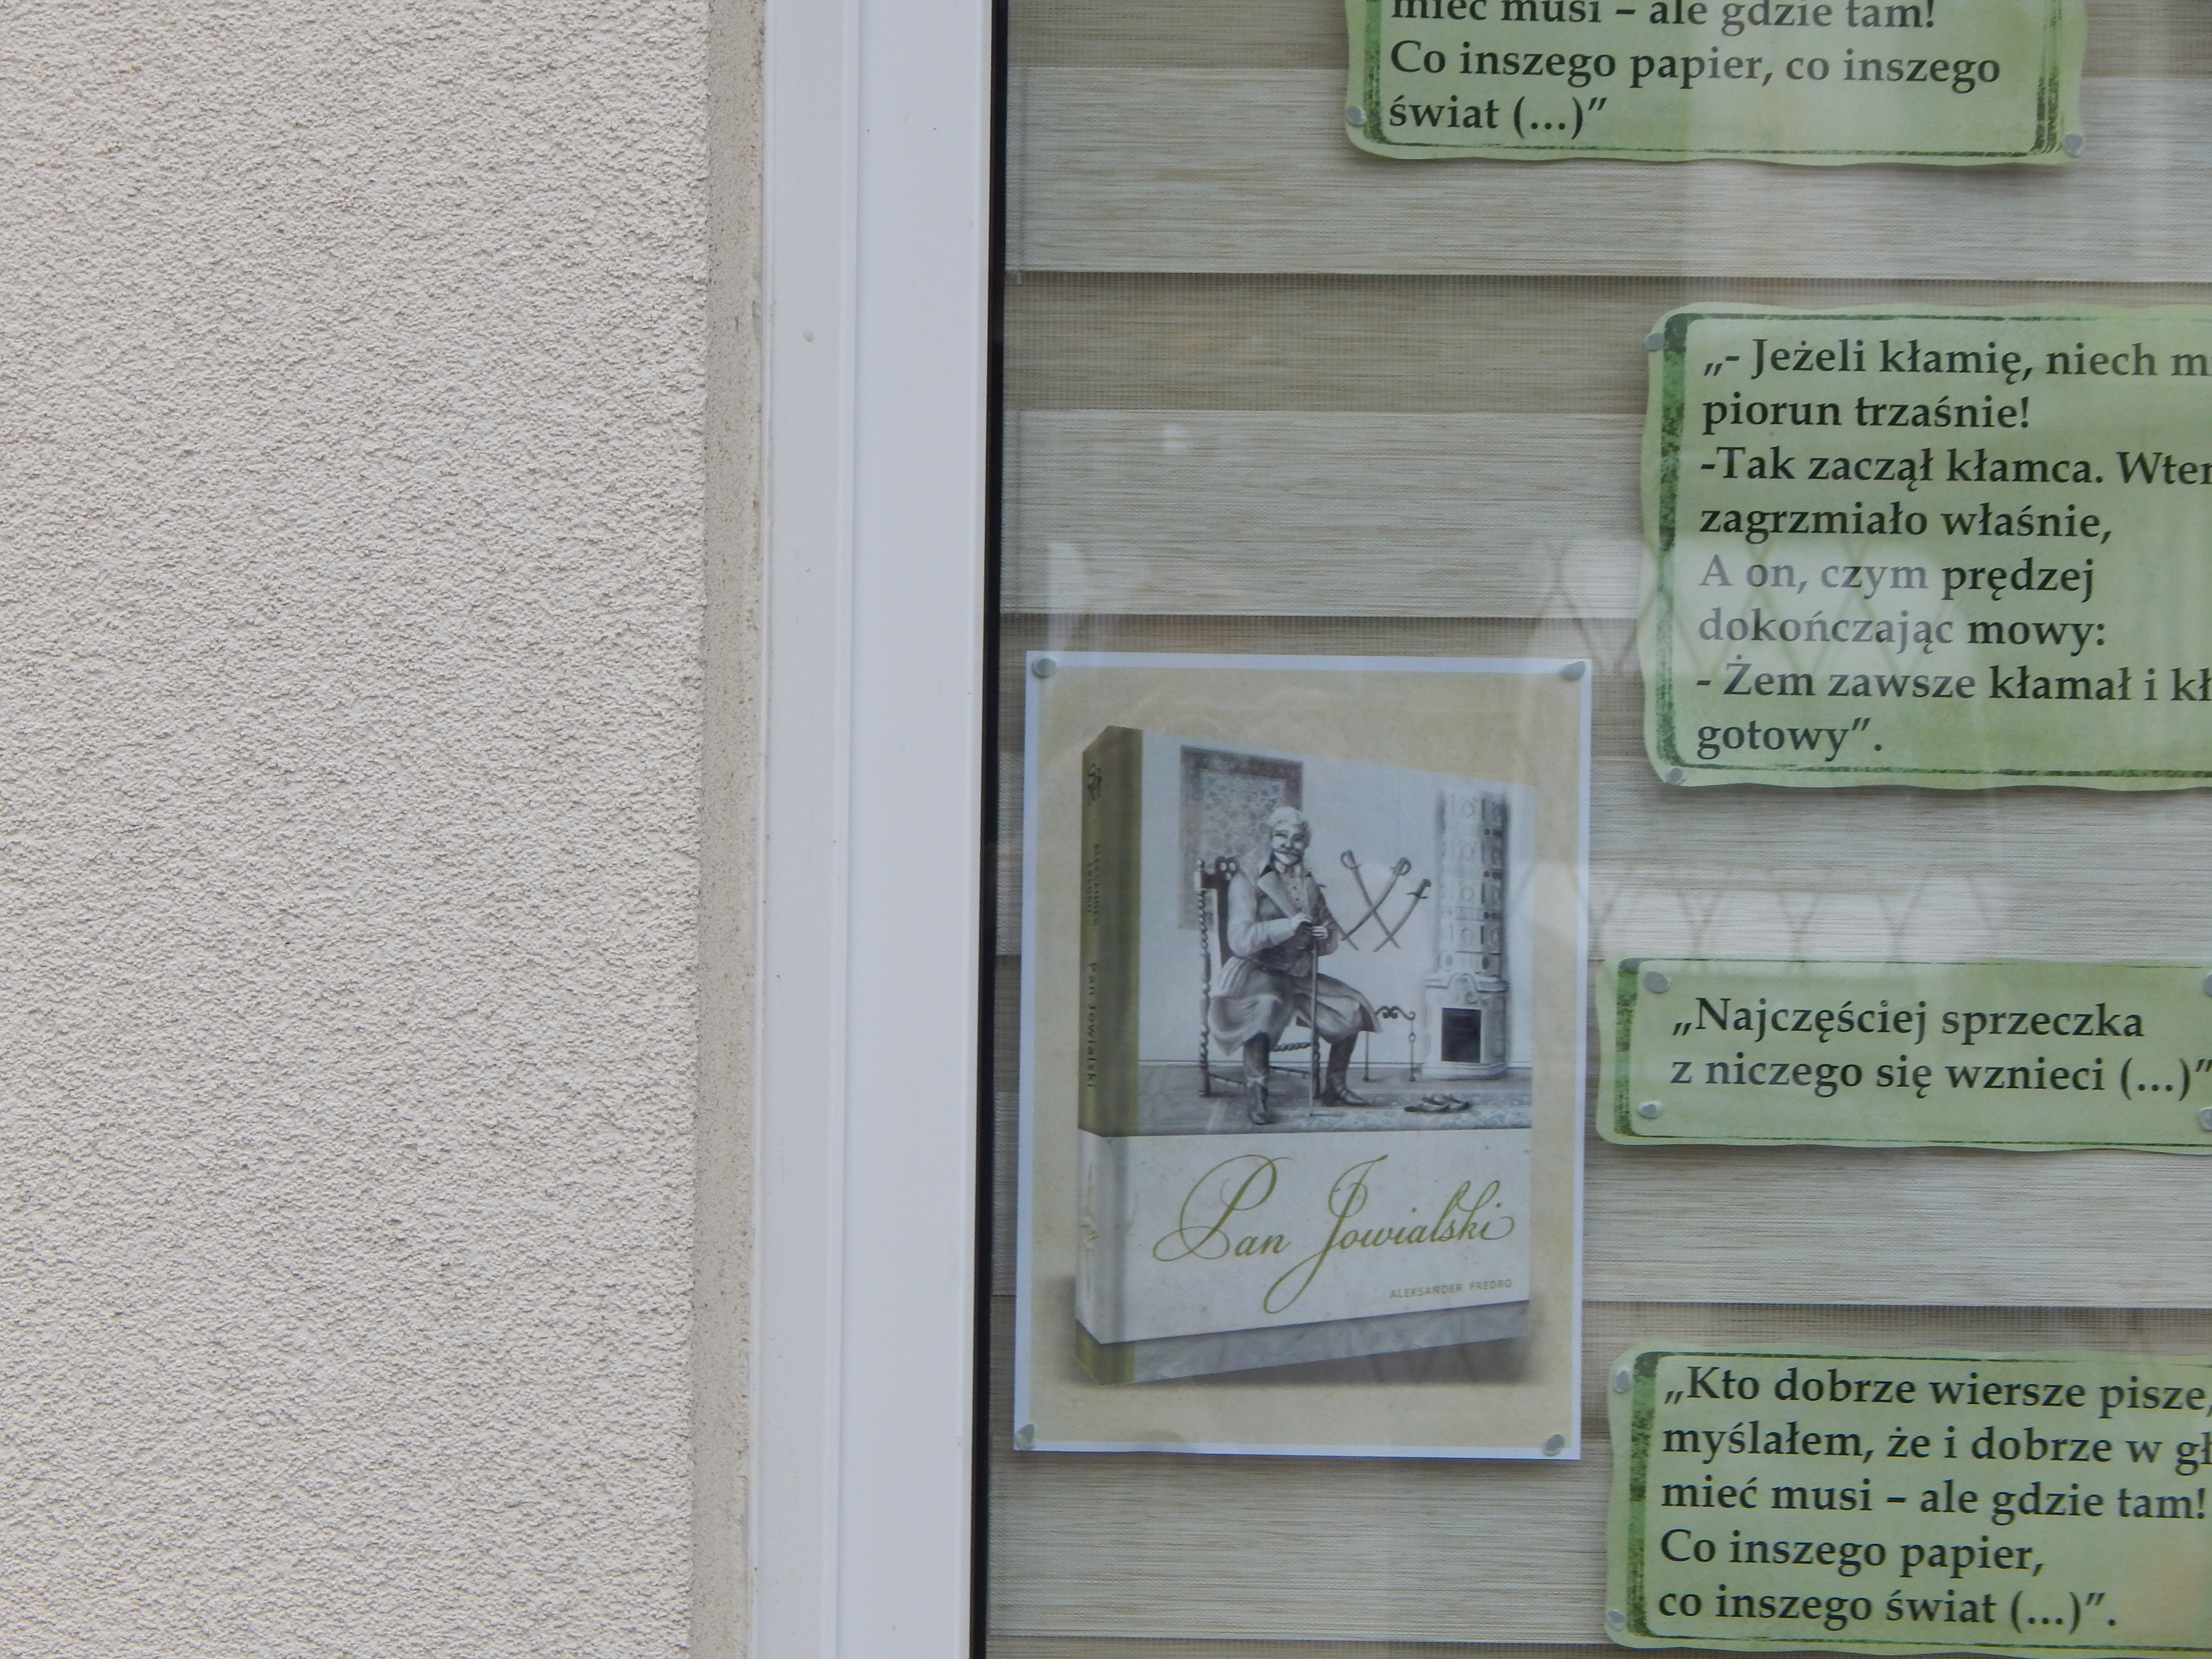 mieć musi – ale gdzie tam!
Co inszego papier, co inszego
świat (...)”
„- Jeżeli kłamię, niech
piorun trzaśnie!
-Tak zaczął kłamca.
zagrzmiało właśnie,
A on, czym prędzej
dokończając mowy:
- Żem zawsze kłamał i
gotowy”.
Pan Jowialski
Pan Jowialski
ALEKSANDER FREDRO
„Najczęściej sprzeczka
z niczego się wznieci (...)”
„Kto dobrze wiersze pisze,
myślałem, że i dobrze w
mieć musi – ale gdzie tam!
Co inszego papier,
co inszego świat (...)”.